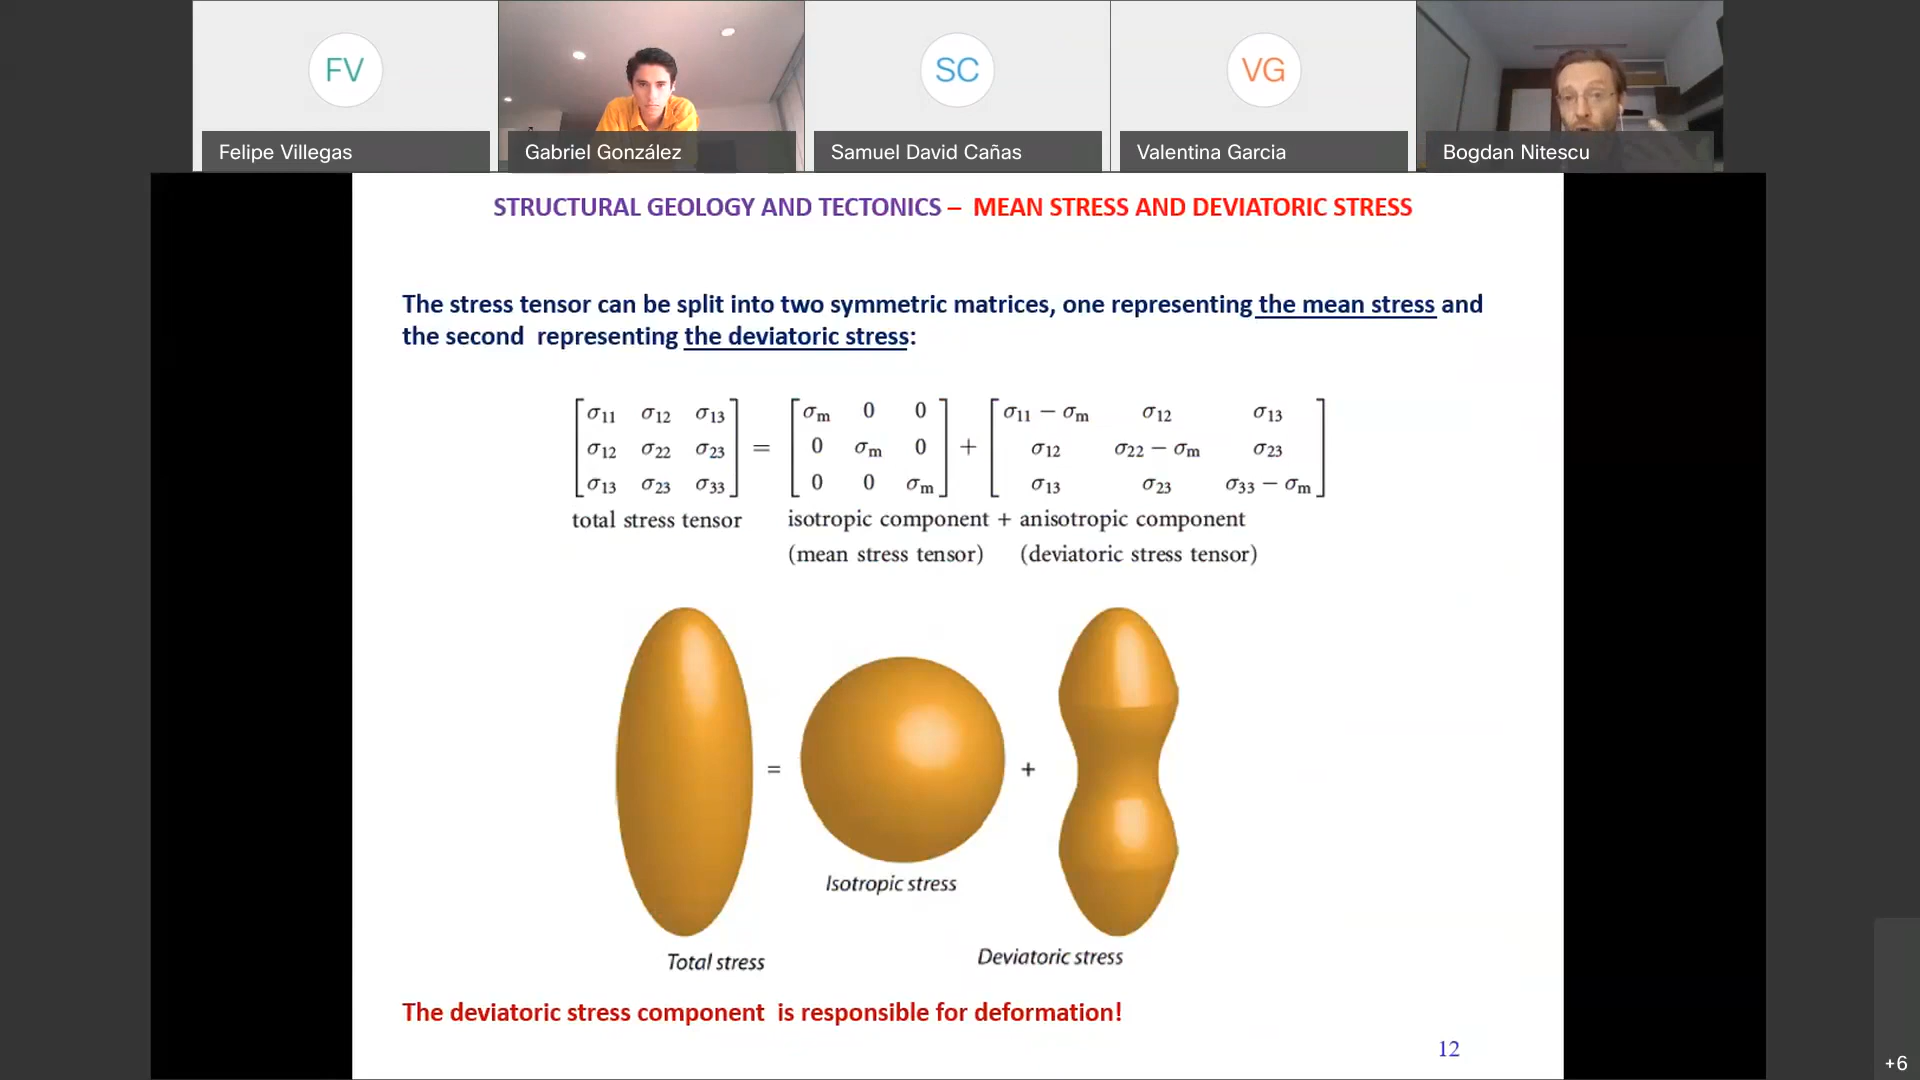 FV
SC
VG
Felipe Villegas
Gabriel González
Samuel David Cañas
Valentina Garcia
Bogdan Nitescu
STRUCTURAL GEOLOGY AND TECTONICS – MEAN STRESS AND DEVIATORIC STRESS
The stress tensor can be split into two symmetric matrices, one representing the mean stress and
the second representing the deviatoric stress:
σ11 σ12 σ13 σm 0 0 σ11 − σm σ12 σ13
σ12 σ22 σ23 = 0 σm 0 + σ12 σ22 − σm σ23
σ13 σ23 σ33 0 0 σm σ13 σ23 σ33 − σm
total stress tensor isotropic component + anisotropic component
(mean stress tensor) (deviatoric stress tensor)
= +
Isotropic stress
Total stress
Deviatoric stress
The deviatoric stress component is responsible for deformation!
12
+6